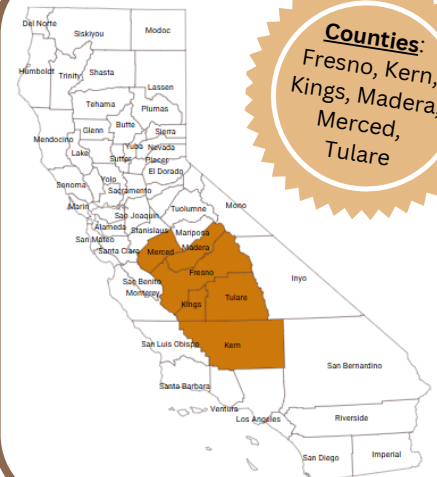 Counties:
Fresno, Kern,
Kings, Madera,
Merced,
Tulare
Del Norte
Siskiyou
Modoc
Humboldt
Trinity
Shasta
Lassen
Tehama
Plumas
Glenn
Butte
Sierra
Mendocino
Lake
Sutter
Yuba
Nevada
Placer
El Dorado
Sonoma
Yolo
Sacramento
Marin
Sao Joaquin
Tuolumne
Mono
Alameda
Stanislaus
Mariposa
San Mateo
Santa Clara
Merced
Madera
Fresno
San Benito
Monterey
Kings
Tulare
Inyo
San Luis Obispo
Kern
San Bernardino
Santa Barbara
Ventura
Los Angeles
Riverside
San Diego
Imperial